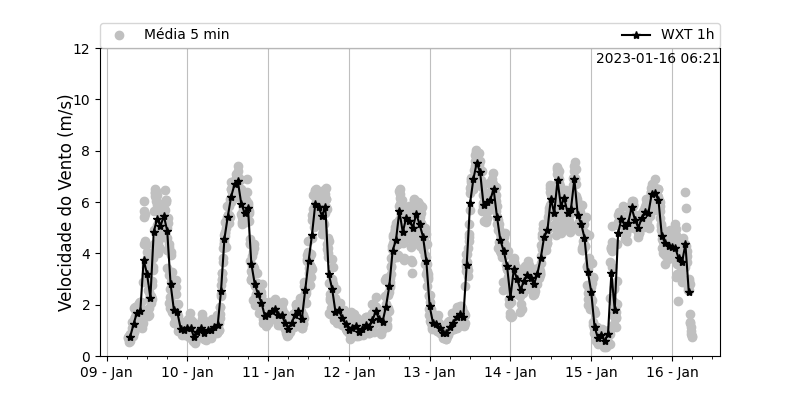 Média 5 min
WXT 1h
2023-01-16 06:21
Velocidade do Vento (m/s)
12
10
8
6
4
2
0
09 - Jan
10 - Jan
11 - Jan
12 - Jan
13 - Jan
14 - Jan
15 - Jan
16 - Jan